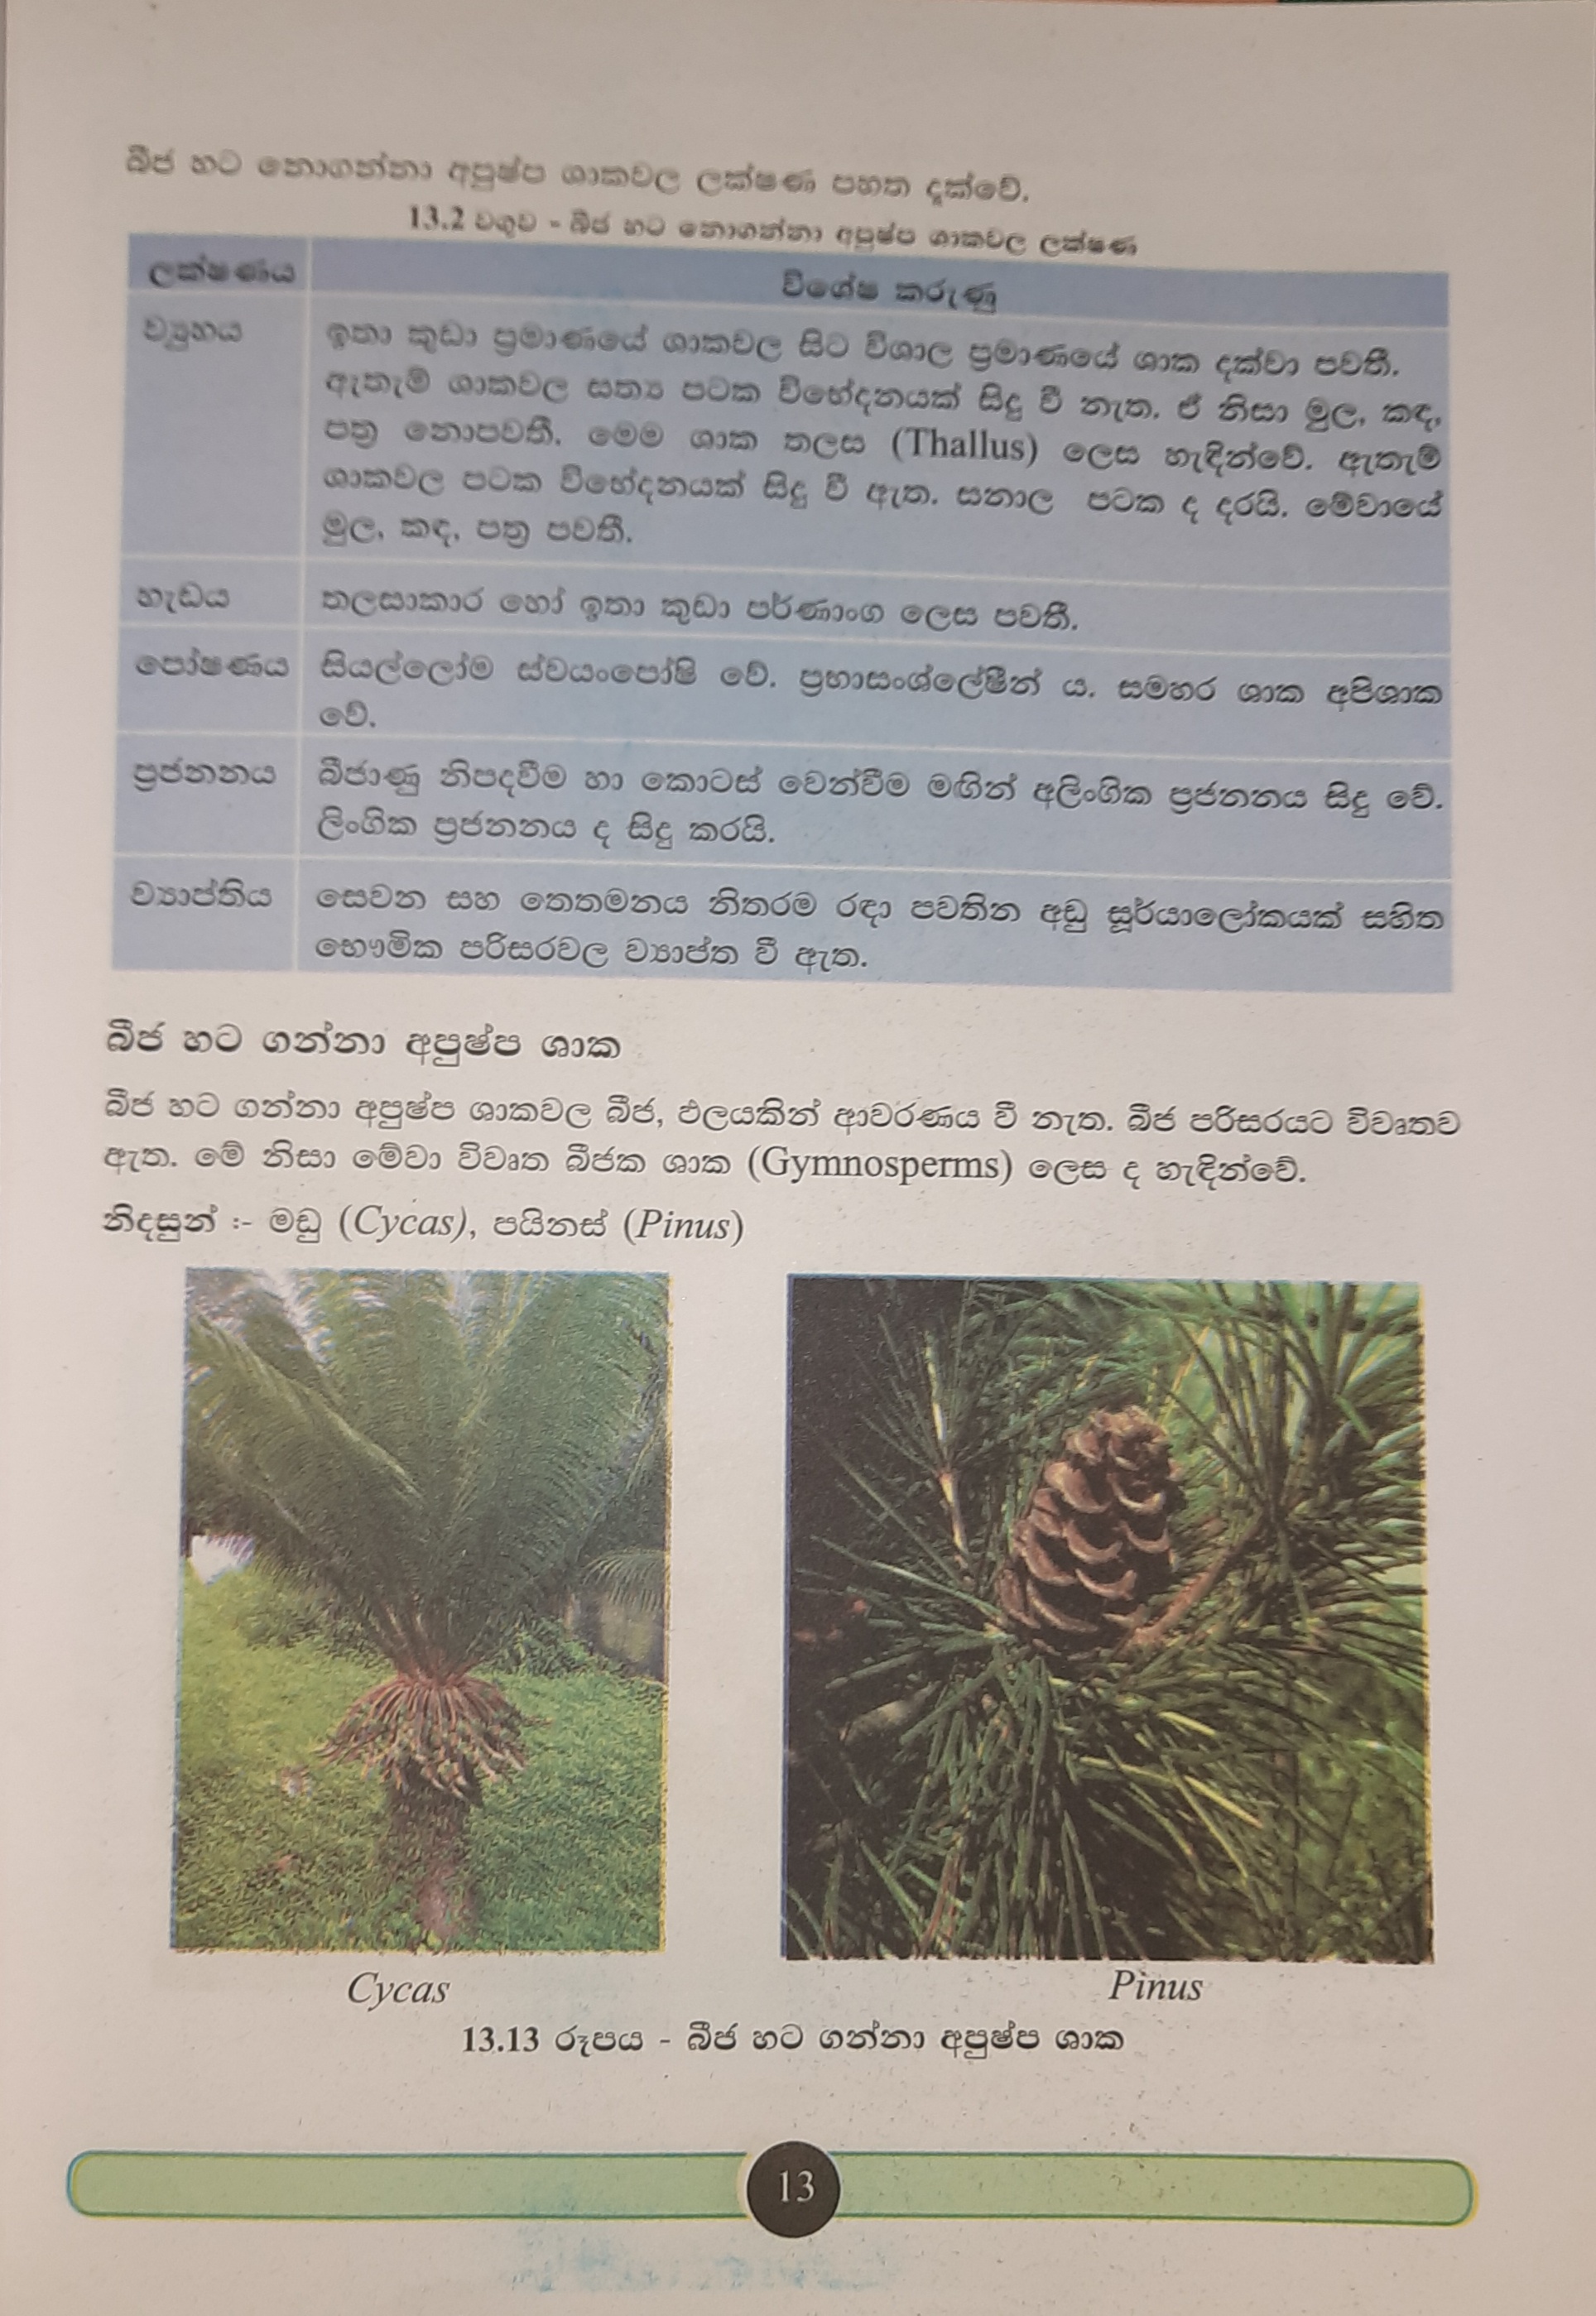 බීජ හට නොගන්නා අපුෂ්ප ශාකවල ලක්ෂණ පහත දැක්වේ.
13.2 වගුව - බීජ හට නොගන්නා අපුෂ්ප ශාකවල ලක්ෂණ
ලක්ෂණය විශේෂ කරුණු
ව්‍යුහය ඉතා කුඩා ප්‍රමාණයේ ශාකවල සිට විශාල ප්‍රමාණයේ ශාක දක්වා පවතී.
ඇතැම් ශාකවල සත්‍ය පටක විභේදනයක් සිදු වී නැත. ඒ නිසා මුල, කඳ,
පත්‍ර නොපවතී. මෙම ශාක තලස (Thallus) ලෙස හැඳින්වේ. ඇතැම්
ශාකවල පටක විභේදනයක් සිදු වී ඇත. සනාල පටක ද දරයි. මේවායේ
මුල, කඳ, පත්‍ර පවතී.
හැඩය තලසාකාර හෝ ඉතා කුඩා පර්ණාංග ලෙස පවතී.
පෝෂණය සියල්ලෝම ස්වයංපෝෂී වේ. ප්‍රභාසංශ්ලේෂීන් ය. සමහර ශාක අපිශාක
වේ.
ප්‍රජනනය බීජාණු නිපදවීම හා කොටස් වෙන්වීම මඟින් අලිංගික ප්‍රජනනය සිදු වේ.
ලිංගික ප්‍රජනනය ද සිදු කරයි.
ව්‍යාප්තිය සෙවන සහ තෙතමනය නිතරම රඳා පවතින අඩු සූර්යාලෝකයක් සහිත
භෞමික පරිසරවල ව්‍යාප්ත වී ඇත.
බීජ හට ගන්නා අපුෂ්ප ශාක
බීජ හට ගන්නා අපුෂ්ප ශාකවල බීජ, ඵලයකින් ආවරණය වී නැත. බීජ පරිසරයට විවෘතව
ඇත. මේ නිසා මේවා විවෘත බීජක ශාක (Gymnosperms) ලෙස ද හැඳින්වේ.
නිදසුන් :- මඩු (Cycas), පයිනස් (Pinus)
Cycas Pinus
13.13 රූපය - බීජ හට ගන්නා අපුෂ්ප ශාක
13